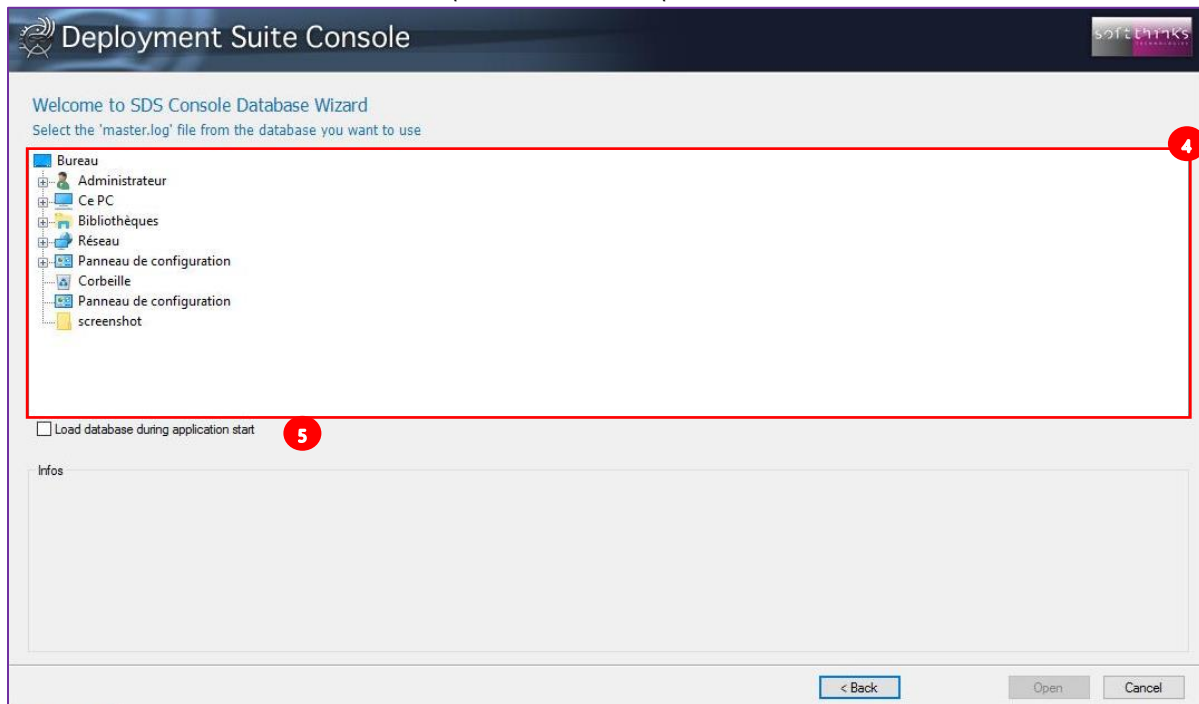 Deployment Suite Console
softthinks
TECHNOLOGIES
Welcome to SDS Console Database Wizard
Select the 'master.log' file from the database you want to use
4
Bureau
Administrateur
Ce PC
Bibliothèques
Réseau
Panneau de configuration
Corbeille
Panneau de configuration
screenshot
Load database during application start
5
Infos
< Back
Open
Cancel